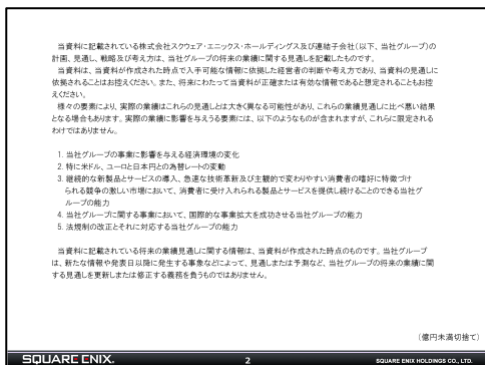 当資料に記載されている株式会社スクウェア・エニックス・ホールディングス及び連結子会社(以下、当社グループ)の
計画、見通し、戦略及び考え方は、当社グループの将来の業績に関する見通しを記載したものです。
当資料は、当資料が作成された時点で入手可能な情報に依拠した経営者の判断や考え方であり、当資料の見通しに
依拠されることはお控えください。また、将来にわたって当資料が正確または有効な情報であると想定されることもお控
えください。
様々の要素により、実際の業績はこれらの見通しとは大きく異なる可能性があり、これらの業績見通しに比べ悪い結果
となる場合もあります。実際の業績に影響を与えうる要素には、以下のようなものが含まれますが、これらに限定される
わけではありません。
1. 当社グループの事業に影響を与える経済環境の変化
2. 特に米ドル、ユーロと日本円との為替レートの変動
3. 継続的な新製品とサービスの導入、急速な技術革新及び主観的で変わりやすい消費者の嗜好に特徴づけ
られる競争の激しい市場において、消費者に受け入れられる製品とサービスを提供し続けることのできる当社グ
ループの能力
4. 当社グループに関する事業において、国際的な事業拡大を成功させる当社グループの能力
5. 法規制の改正とそれに対応する当社グループの能力
当資料に記載されている将来の業績見通しに関する情報は、当資料が作成された時点のものです。当社グループ
は、新たな情報や発表日以降に発生する事象などによって、見通しまたは予測など、当社グループの将来の業績に関
する見通しを更新しまたは修正する義務を負うものではありません。
(億円未満切捨て)
SQUARE ENIX.
2
SQUARE ENIX HOLDINGS CO., LTD.